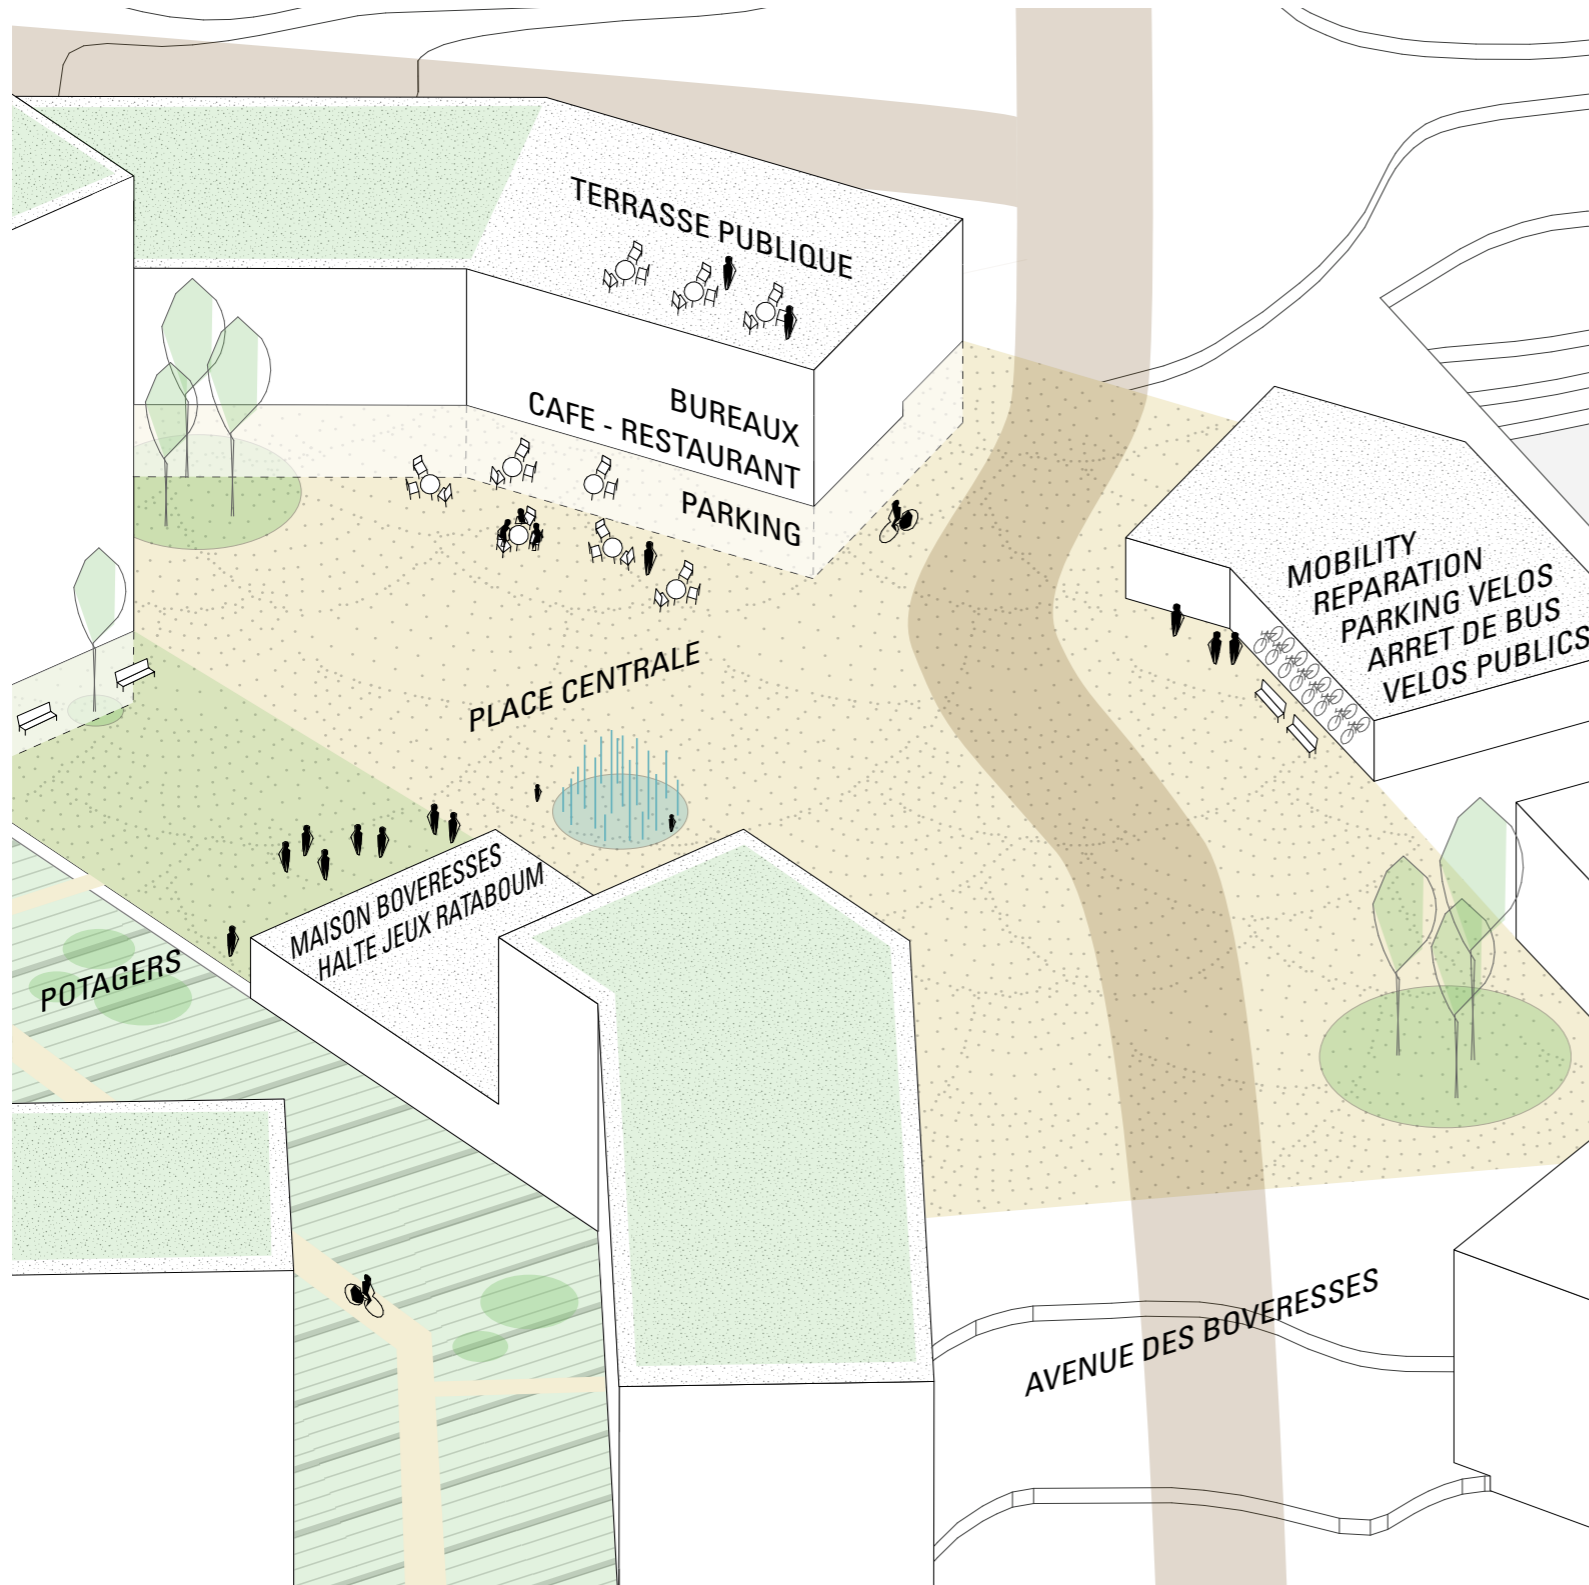 TERRASSE PUBLIQUE
BUREAUX
CAFE - RESTAURANT
PARKING
MOBILITY
REPARATION
PARKING VELOS
ARRET DE BUS
VELOS PUBLICS
PLACE CENTRALE
MAISON BOVERESSES
HALTE JEUX RATABOUM
POTAGERS
AVENUE DES BOVERESSES